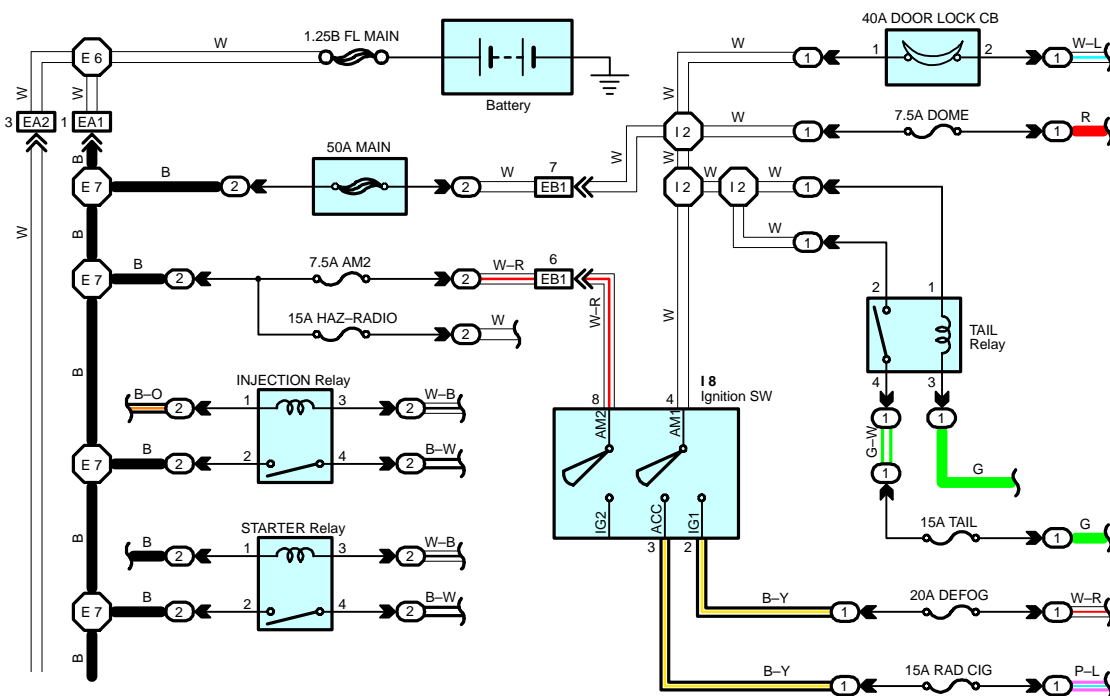 40A DOOR LOCK CB
1.25B FL MAIN
W
W
1
2
W–L
E 6
1
1
Battery
W
W
W
7.5A DOME
R
3
EA2
1
EA1
I 2
W
1
1
50A MAIN
7
W
W
B
B
E 7
2
2
W
EB1
I 2
W
I 2
W
1
W
1
B
W
7.5A AM2
6
B
E 7
2
2
W–R
EB1
2
1
15A HAZ–RADIO
W
W–R
W
2
TAIL
Relay
INJECTION Relay
I 8
Ignition SW
4
3
B
B–O
2
1
3
2
W–B
8
4
1
1
AM2
AM1
G–W
B
E 7
2
2
4
2
B–W
1
G
IG2
ACC
IG1
STARTER Relay
15A TAIL
G
1
B
B
2
1
3
2
W–B
3
2
B
E 7
2
2
4
2
B–W
B–Y
1
20A DEFOG
1
W–R
B
B–Y
1
15A RAD CIG
1
P–L